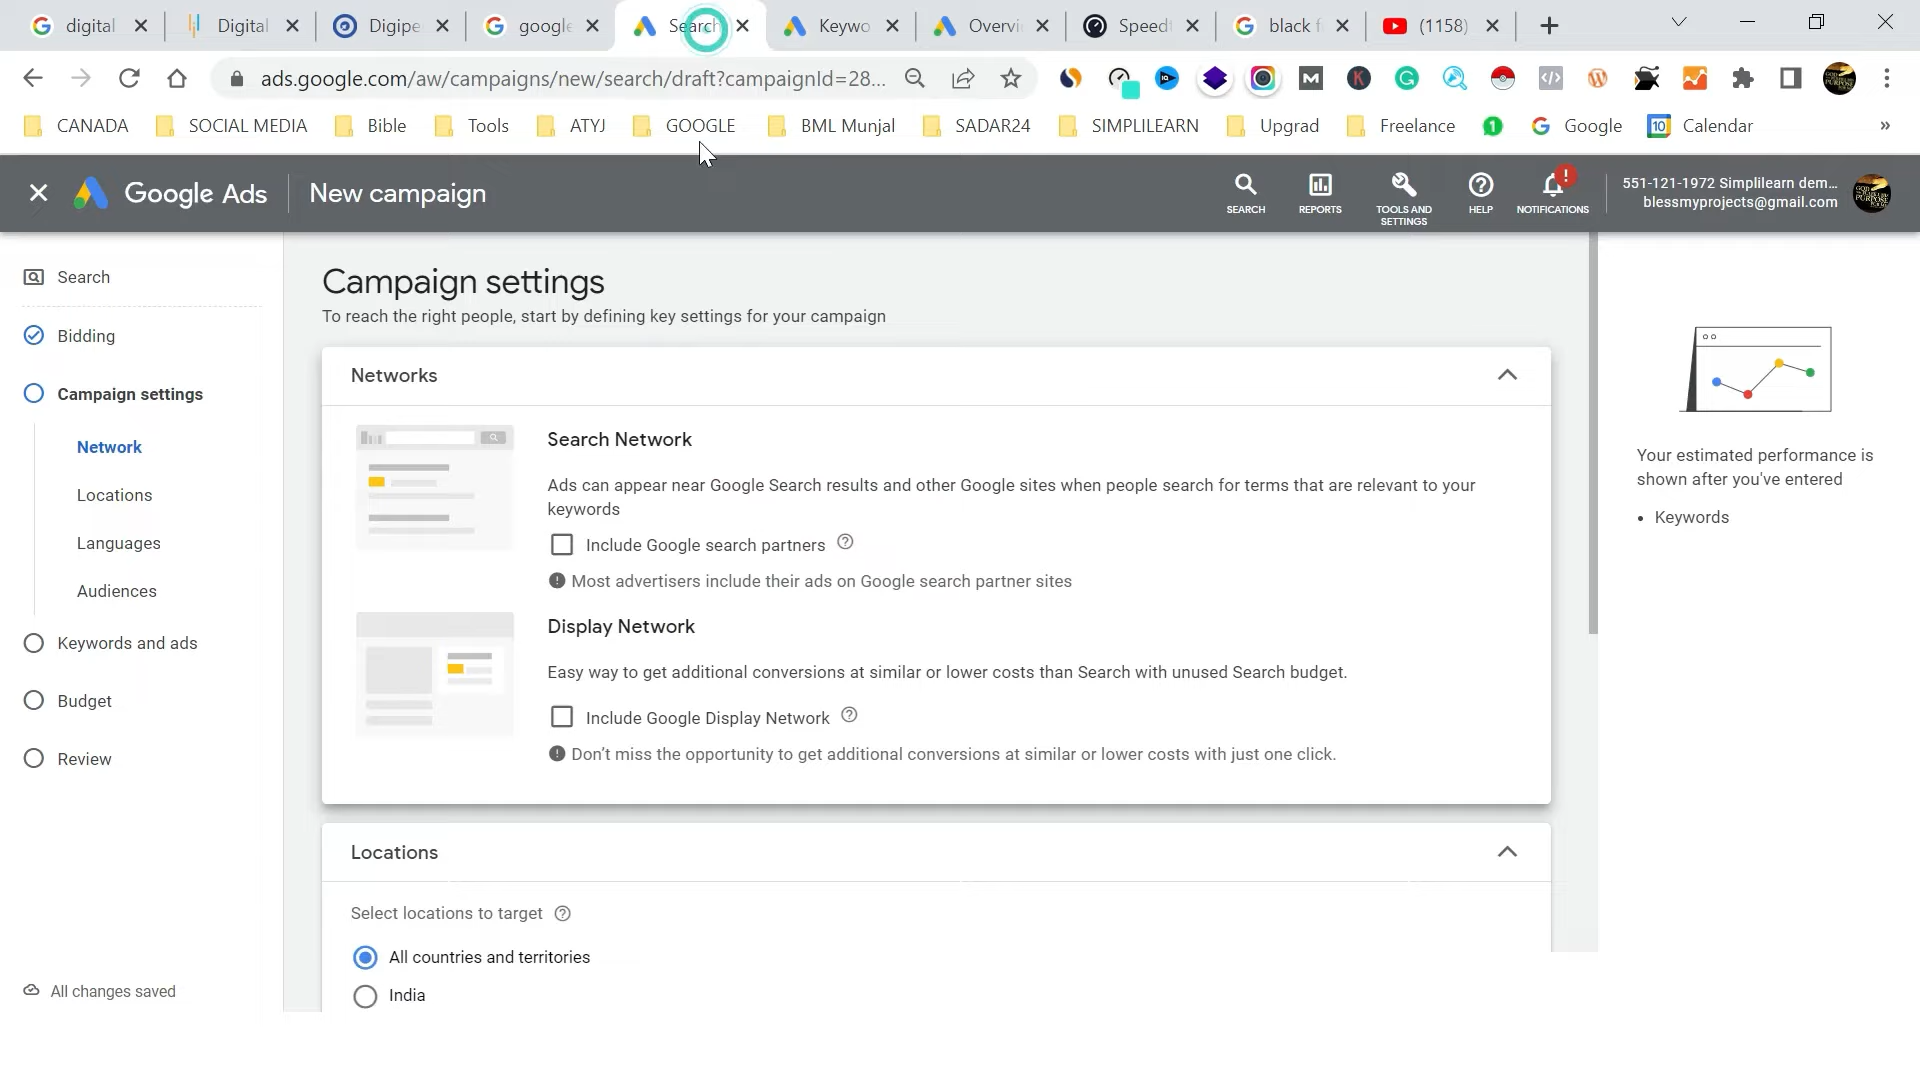 digital
Digital
Digipe
google
Search
Keywo
Overvi
Speedt
black f
(1158)
ads.google.com/aw/campaigns/new/search/draft?campaignId=28...
CANADA
SOCIAL MEDIA
Bible
Tools
ATYJ
GOOGLE
BML Munjal
SADAR24
SIMPLILEARN
Upgrad
Freelance
1
Google
10
Calendar
»
Google Ads
New campaign
SEARCH
REPORTS
TOOLS AND
SETTINGS
HELP
NOTIFICATIONS
551-121-1972 Simplilearn dem...
blessmyprojects@gmail.com
Search
Bidding
Campaign settings
Network
Locations
Languages
Audiences
Keywords and ads
Budget
Review
All changes saved
Campaign settings
To reach the right people, start by defining key settings for your campaign
Networks
Search Network
Ads can appear near Google Search results and other Google sites when people search for terms that are relevant to your
keywords
Include Google search partners
Most advertisers include their ads on Google search partner sites
Display Network
Easy way to get additional conversions at similar or lower costs than Search with unused Search budget.
Include Google Display Network
Don't miss the opportunity to get additional conversions at similar or lower costs with just one click.
Locations
Select locations to target
All countries and territories
India
Your estimated performance is
shown after you've entered
• Keywords